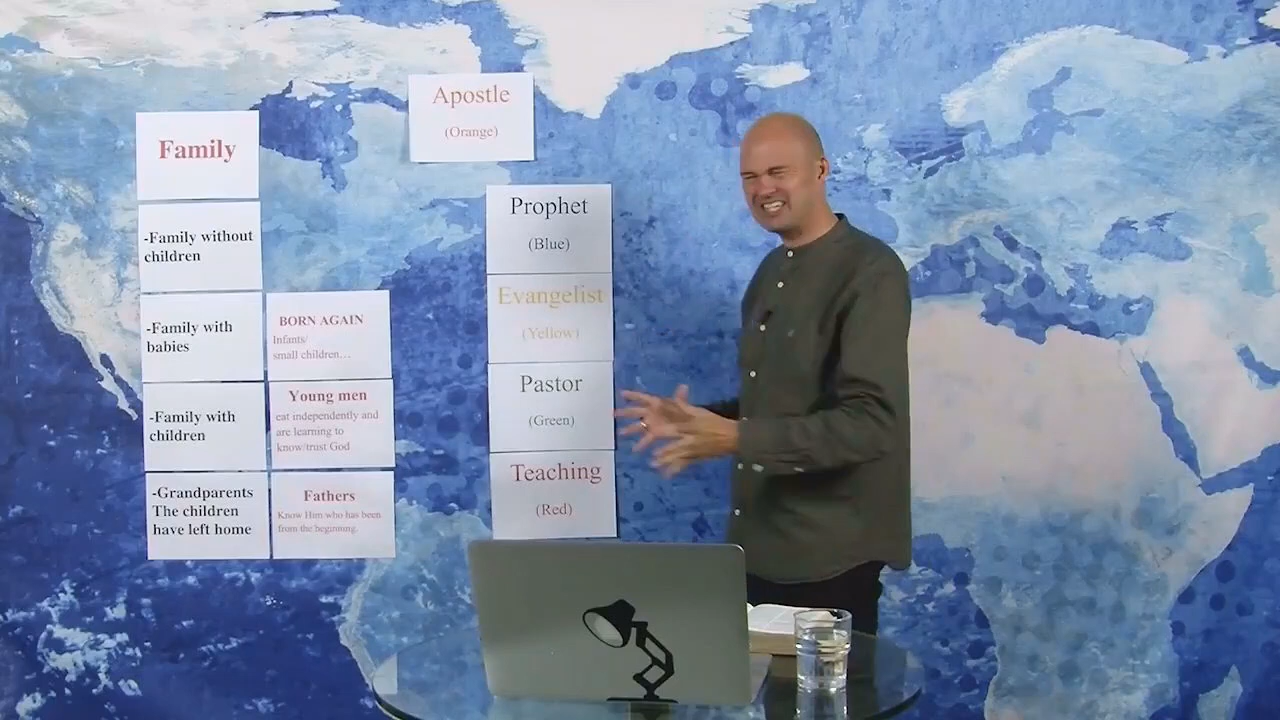 Family
-Family without
children
-Family with
babies
-Family with
children
-Grandparents
The children
have left home
BORN AGAIN
Infants/
small children…
Young men
eat independently and
are learning to
know/trust God
Fathers
Know Him who has been
from the beginning.
Apostle
(Orange)
Prophet
(Blue)
Evangelist
(Yellow)
Pastor
(Green)
Teaching
(Red)